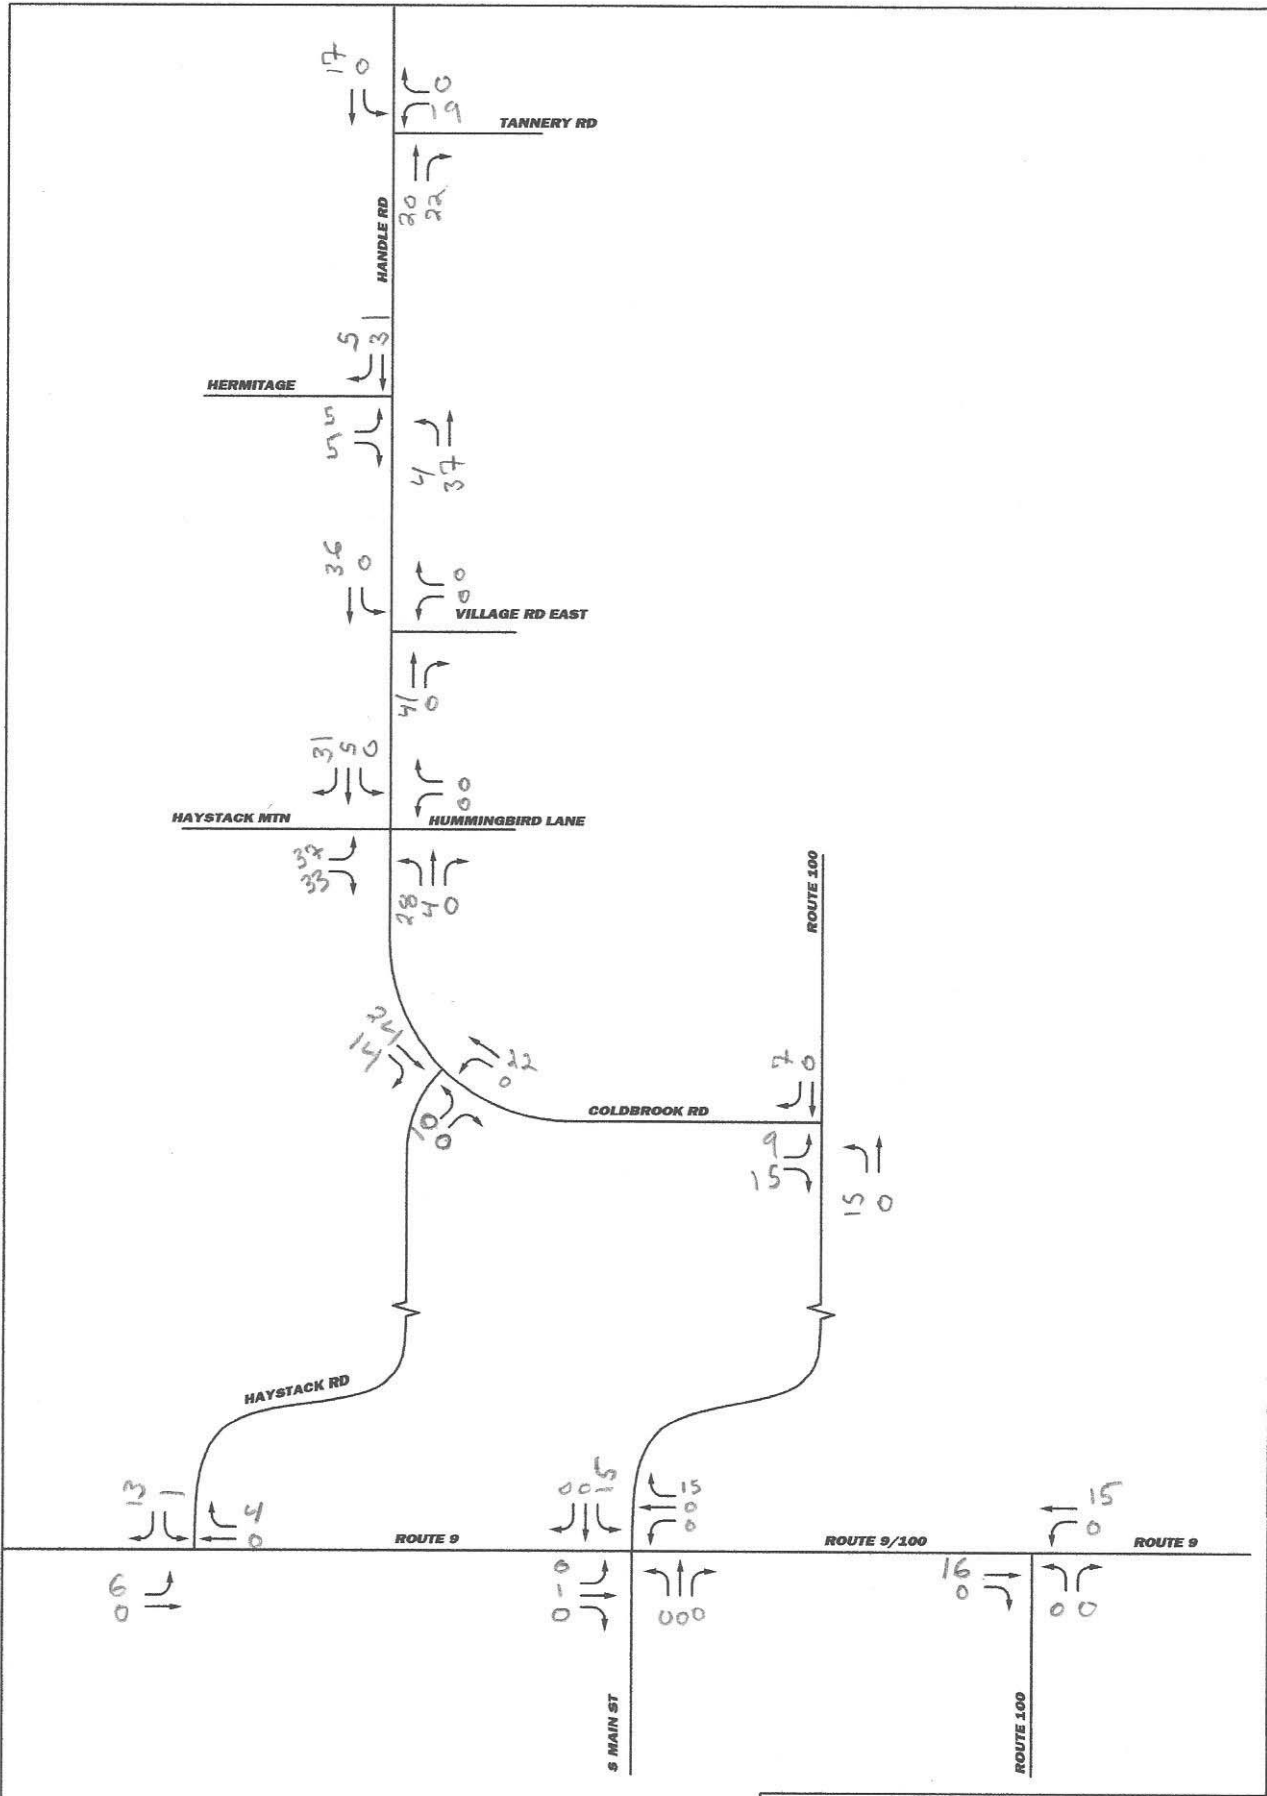 17 0
0
19
TANNERY RD
20
22
HANDLE RD
5 31
HERMITAGE
5 5
4 37
36 0
0
0
VILLAGE RD EAST
41 0
31 5 0
0
0
HAYSTACK MTN
HUMMINGBIRD LANE
37
33
28 4 0
ROUTE 100
24
14
22
0
10
0
COLDBROOK RD
7 0
9
15
15 0
HAYSTACK RD
13 1
4
0
ROUTE 9
6
0
0 0 15
15
0
0
ROUTE 9/100
0
1
0
0 0 0
S MAIN ST
15
0
ROUTE 9
16
0
0 0
ROUTE 100